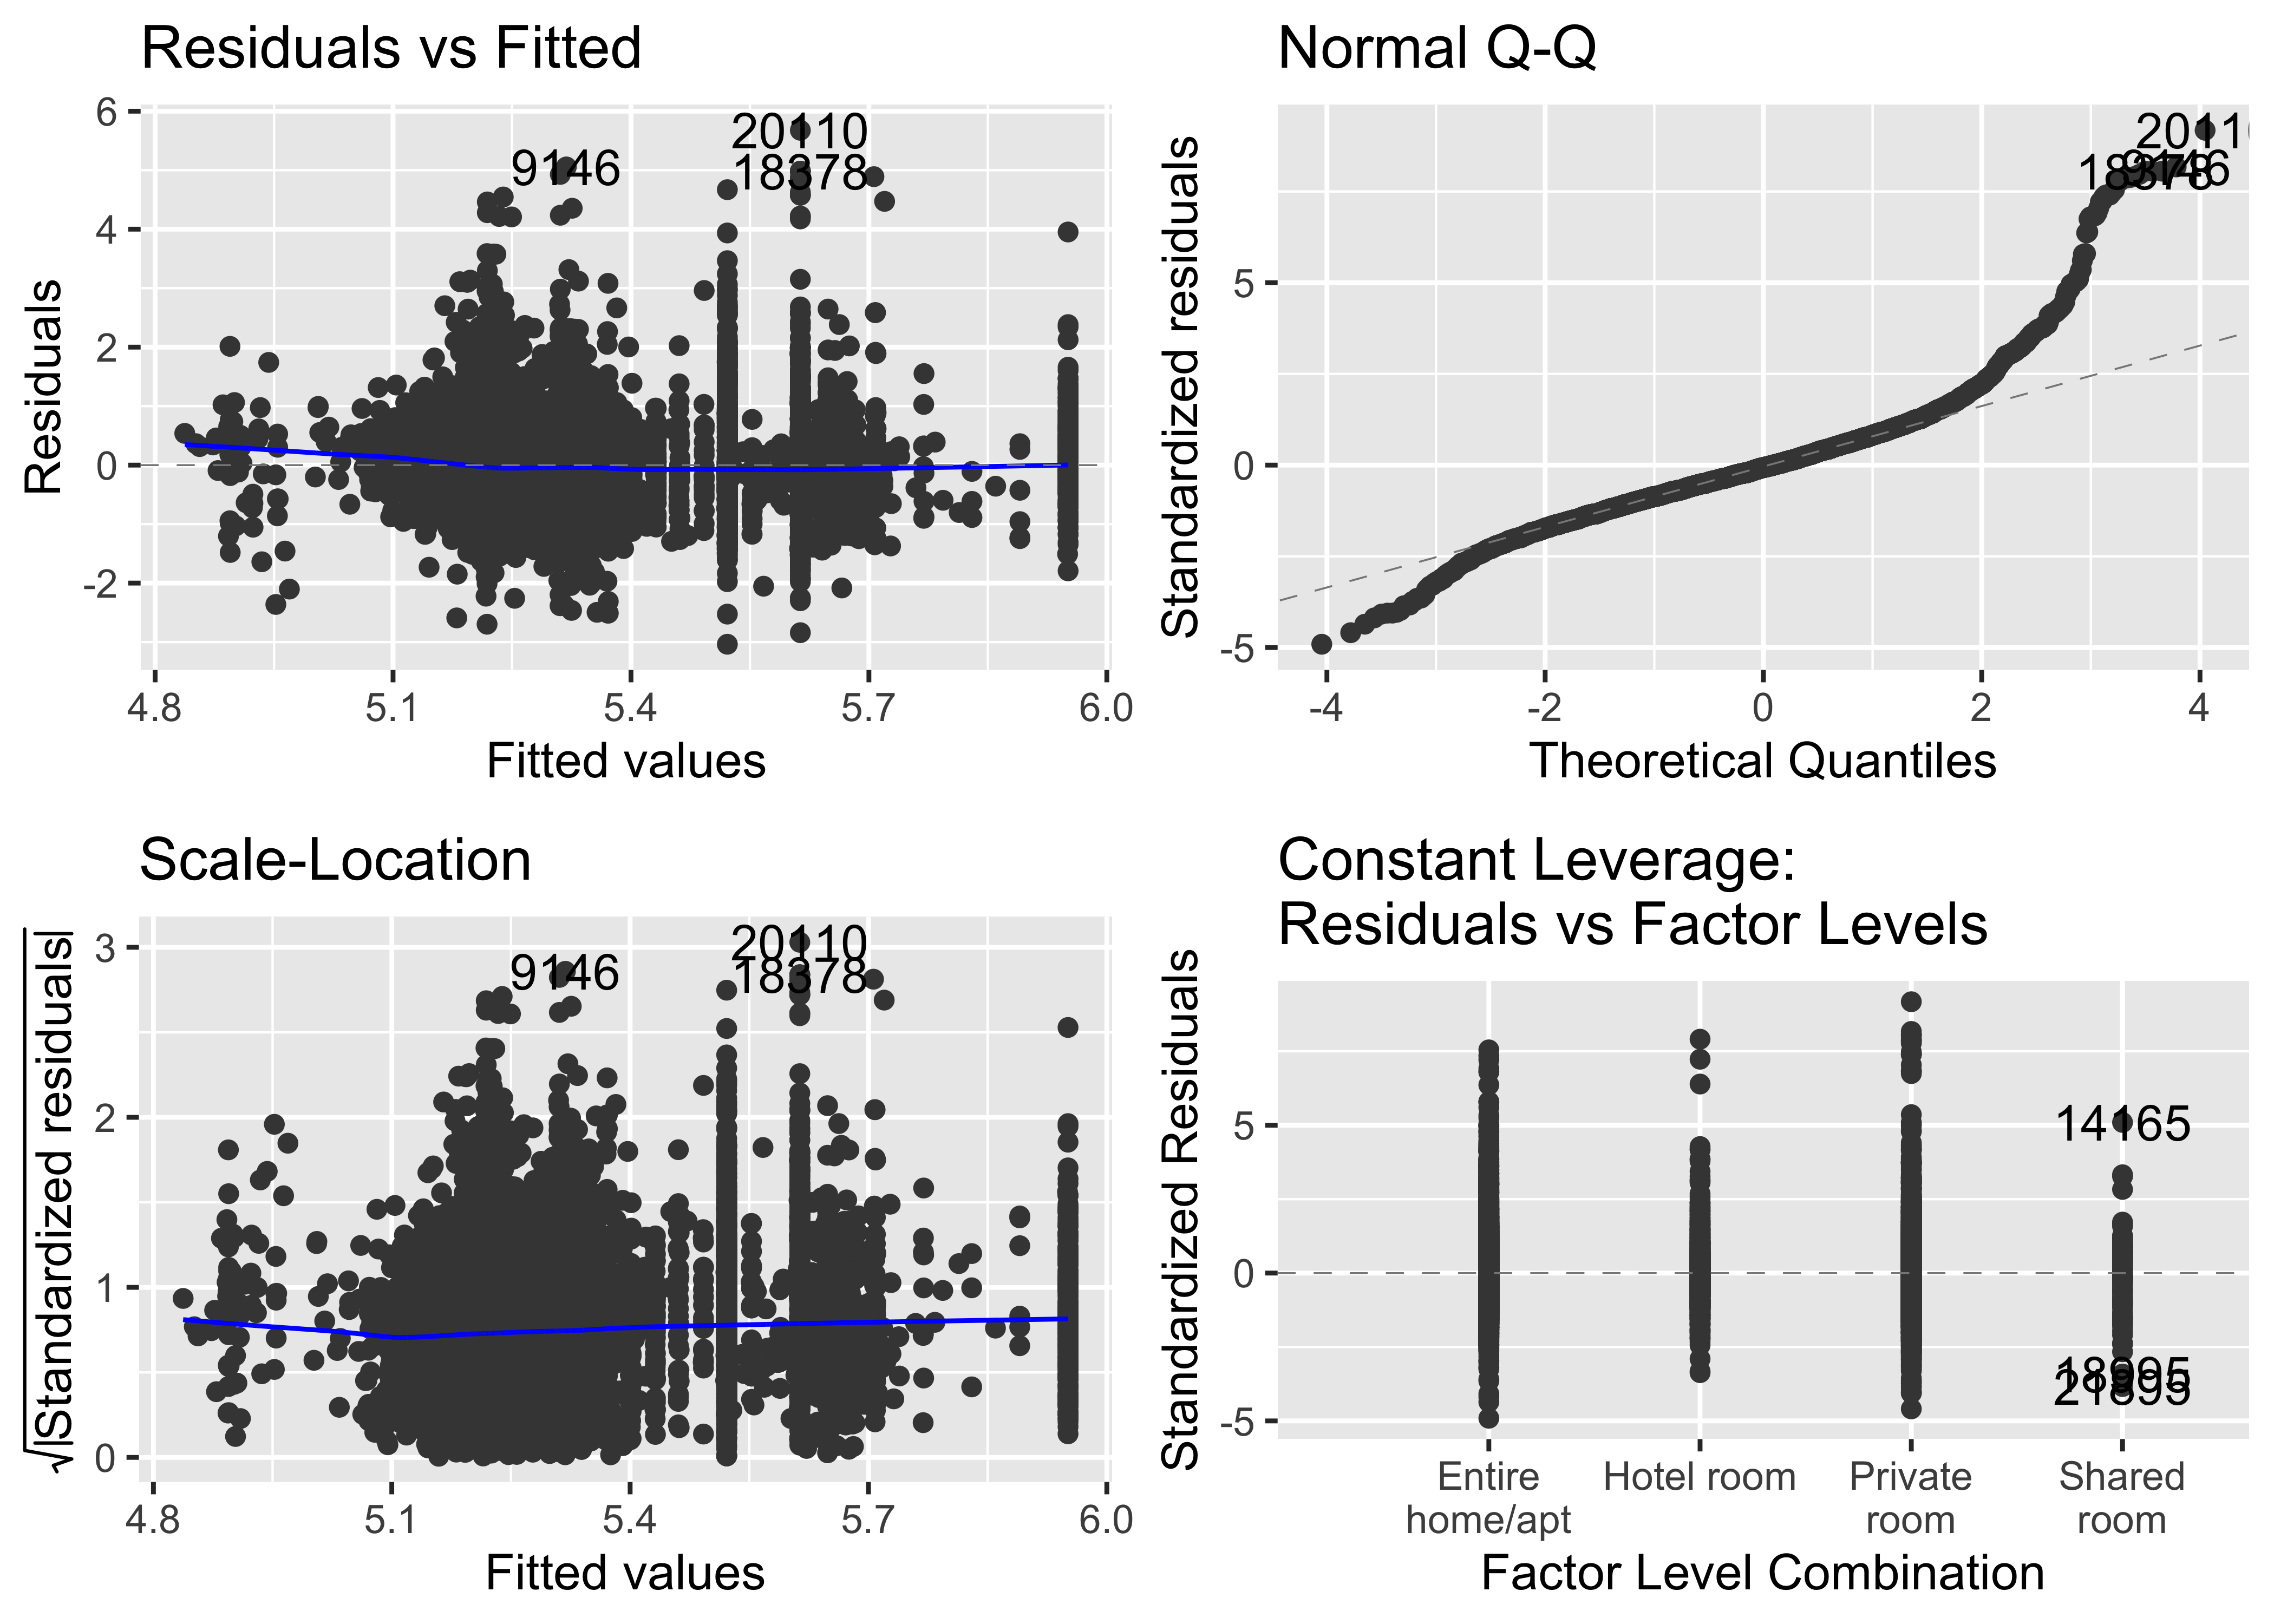 Residuals vs Fitted
6
4
2
0
-2
Residuals
20110
9146
18378
4.8 5.1 5.4 5.7 6.0
Fitted values
Normal Q-Q
5
0
-5
Standardized residuals
9146
18378
-4 -2 0 2 4
Theoretical Quantiles
Scale-Location
3
2
1
0
√|Standardized residuals|
20110
9146
18378
4.8 5.1 5.4 5.7 6.0
Fitted values
Constant Leverage:
Residuals vs Factor Levels
5
0
-5
Standardized Residuals
14165
18995
21895
Entire Hotel room Private Shared
home/apt room room
Factor Level Combination